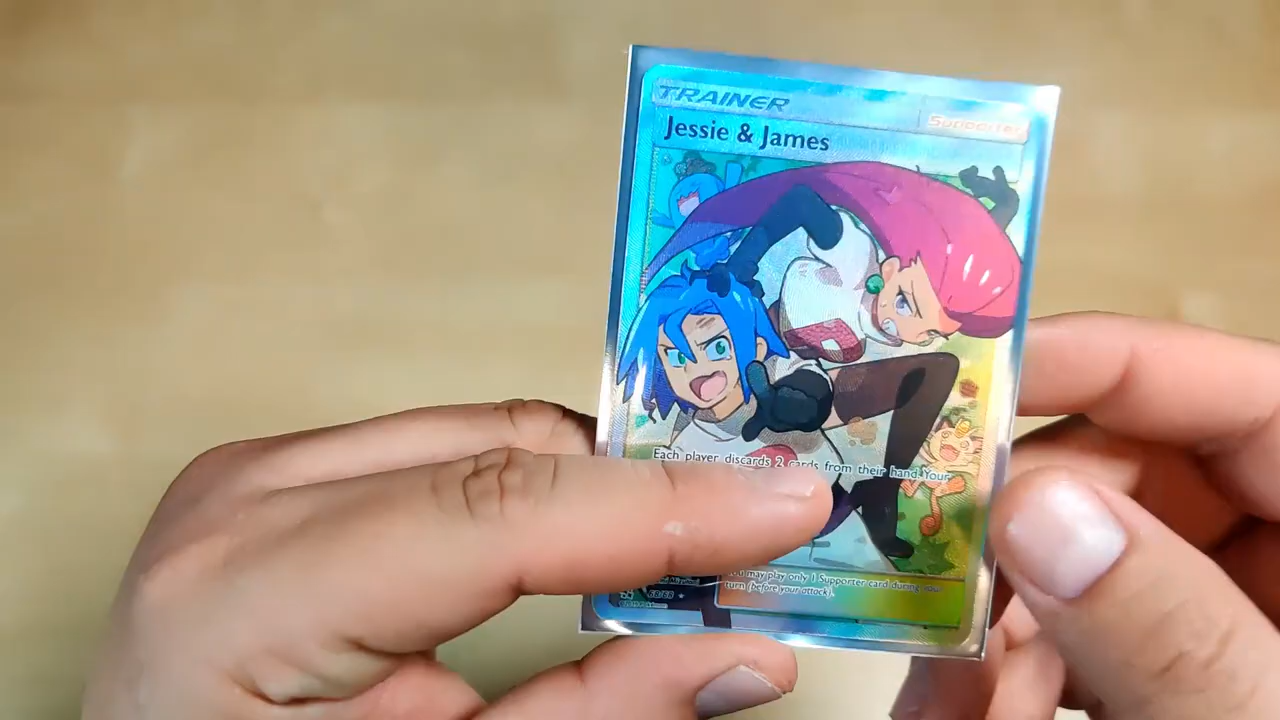 TRAINER
Supporter
Jessie & James
Each player discards 2 cards from their hand. Your
You may play only 1 Supporter card during your
turn (before your attack).
68/68